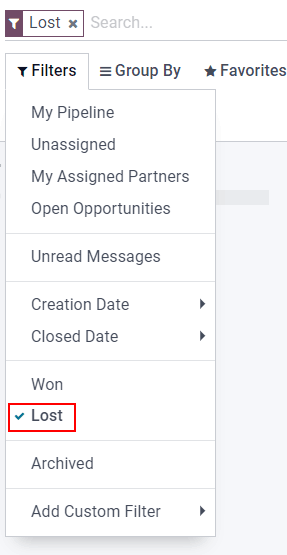 Lost × Search...
Filters Group By Favorites
My Pipeline
Unassigned
My Assigned Partners
Open Opportunities
Unread Messages
Creation Date
Closed Date
Won
Lost
Archived
Add Custom Filter